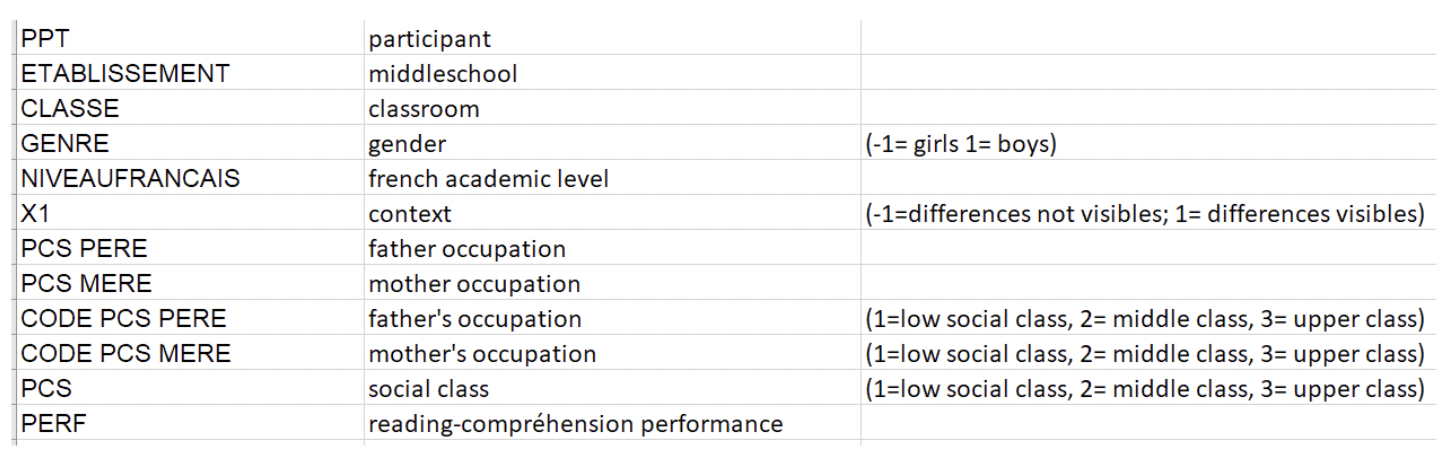 PPT participant
ETABLISSEMENT middleschool
CLASSE classroom
GENRE gender (-1= girls 1= boys)
NIVEAUFRANCAIS french academic level
X1 context (-1=differences not visibles; 1= differences visibles)
PCS PERE father occupation
PCS MERE mother occupation
CODE PCS PERE father's occupation (1=low social class, 2= middle class, 3= upper class)
CODE PCS MERE mother's occupation (1=low social class, 2= middle class, 3= upper class)
PCS social class (1=low social class, 2= middle class, 3= upper class)
PERF reading-compréhension performance